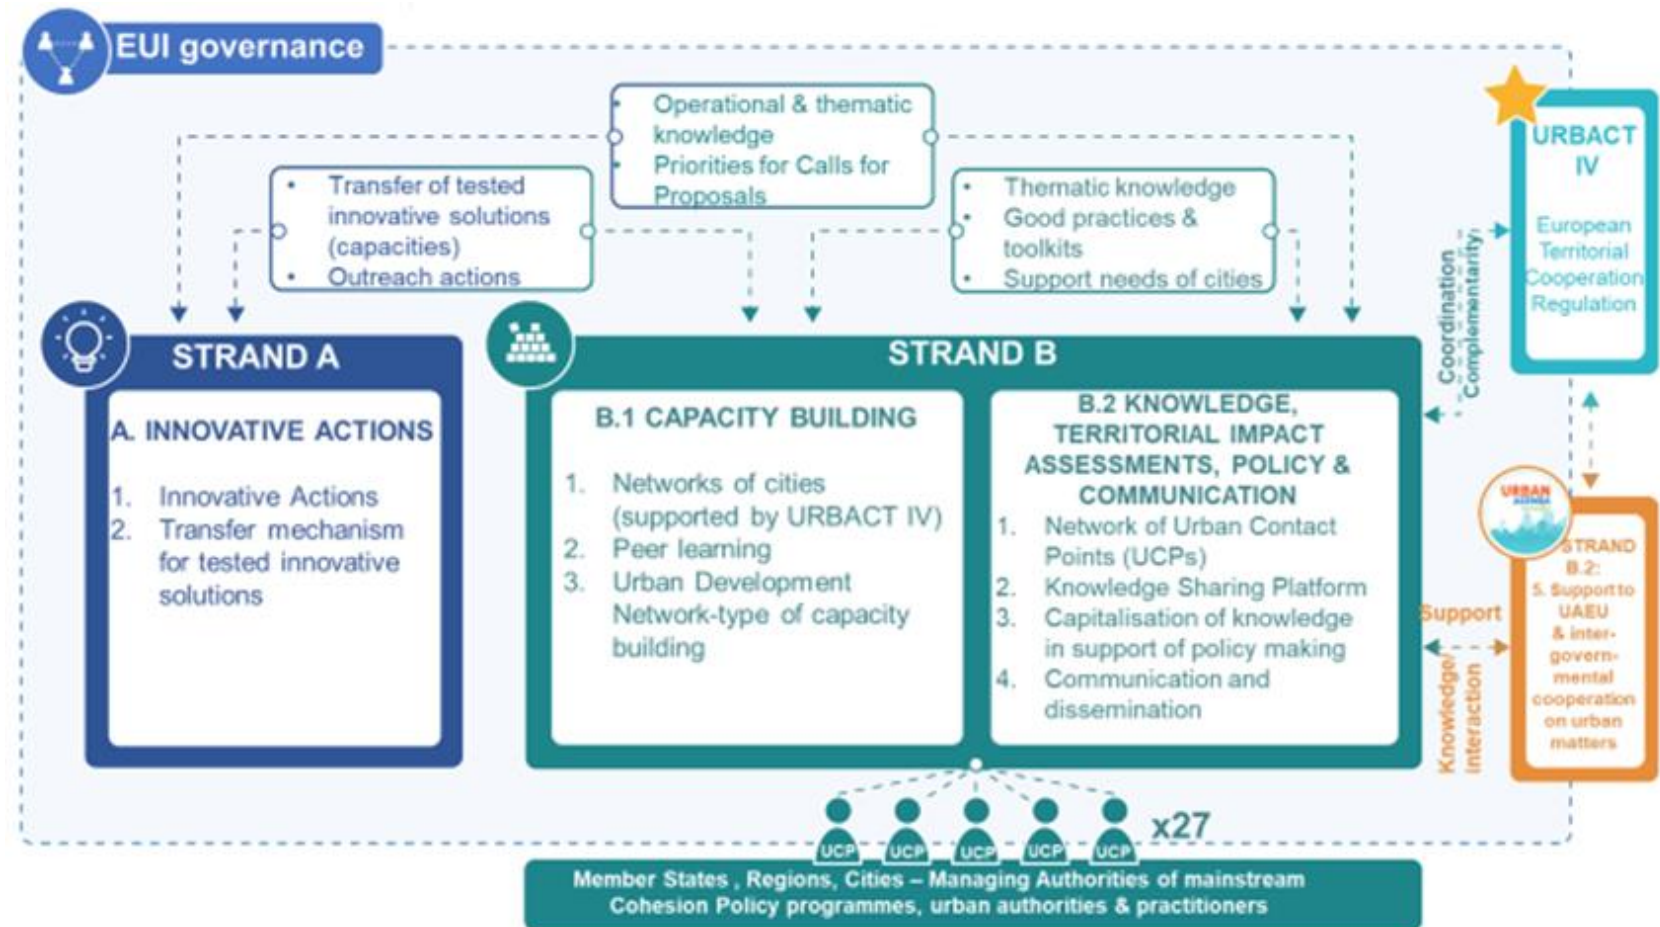 EUI governance
• Operational & thematic
knowledge
• Priorities for Calls for
Proposals
• Transfer of tested
innovative solutions
(capacities)
• Outreach actions
• Thematic knowledge
• Good practices &
toolkits
• Support needs of cities
URBACT
IV
European
Territorial
Cooperation
Regulation
Coordination
Complementarity
STRAND A
A. INNOVATIVE ACTIONS
1. Innovative Actions
2. Transfer mechanism
for tested innovative
solutions
STRAND B
B.1 CAPACITY BUILDING
1. Networks of cities
(supported by URBACT IV)
2. Peer learning
3. Urban Development
Network-type of capacity
building
B.2 KNOWLEDGE,
TERRITORIAL IMPACT
ASSESSMENTS, POLICY &
COMMUNICATION
1. Network of Urban Contact
Points (UCPs)
2. Knowledge Sharing Platform
3. Capitalisation of knowledge
in support of policy making
4. Communication and
dissemination
Support
Knowledge/
interaction
URBAN
AGENDA
STRAND
B.2:
5. Support to
UAEU
& inter-
govern-
mental
cooperation
on urban
matters
x27
UCP UCP UCP UCP UCP
Member States , Regions, Cities – Managing Authorities of mainstream
Cohesion Policy programmes, urban authorities & practitioners